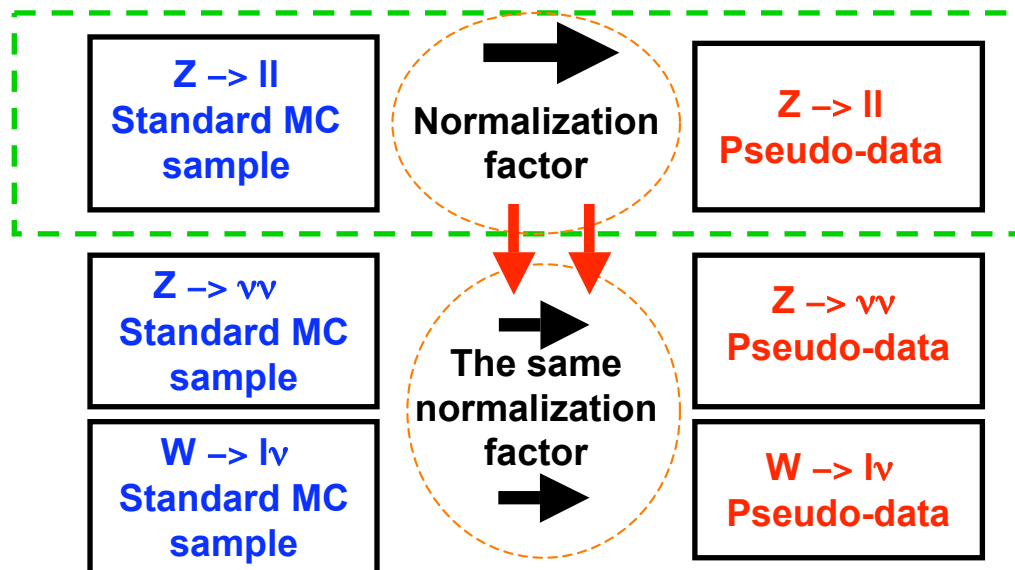 Z –> ll
Standard MC
sample
Normalization
factor
Z –> ll
Pseudo-data
Z –> νν
Standard MC
sample
The same
normalization
factor
Z –> νν
Pseudo-data
W –> lν
Standard MC
sample
W –> lν
Pseudo-data